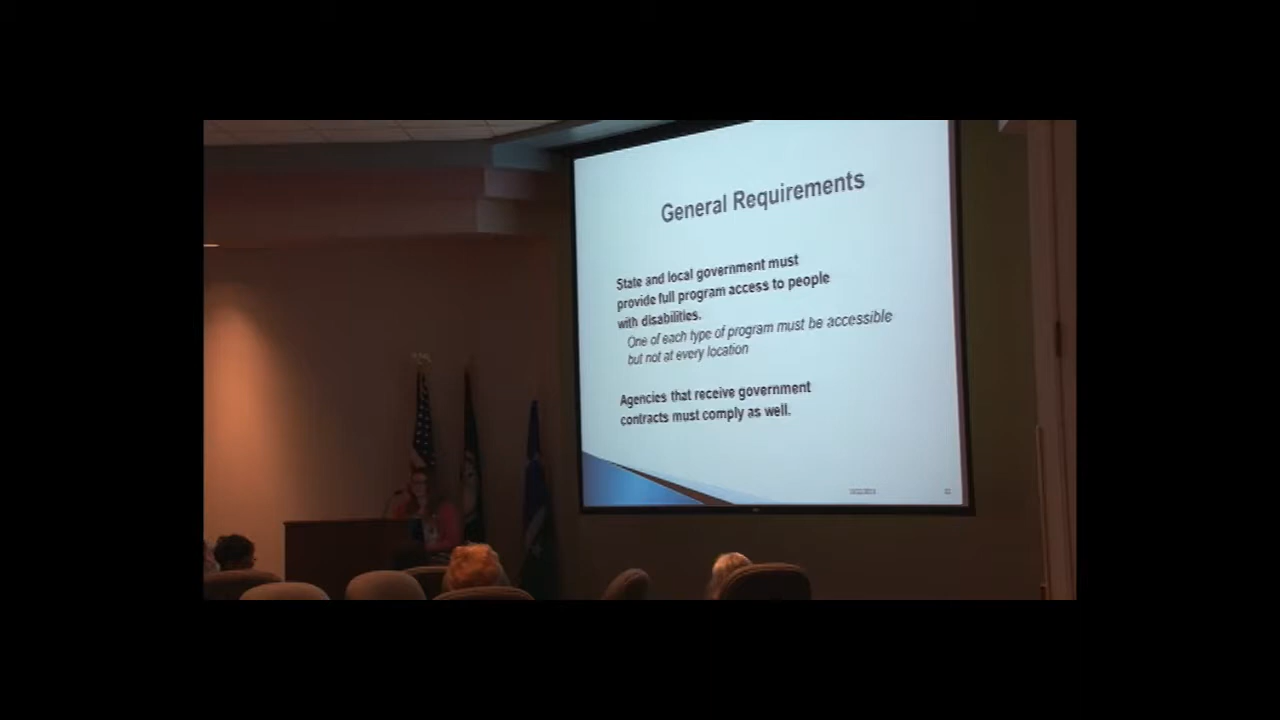 General Requirements
State and local government must
provide full program access to people
with disabilities.
One of each type of program must be accessible
but not at every location
Agencies that receive government
contracts must comply as well.